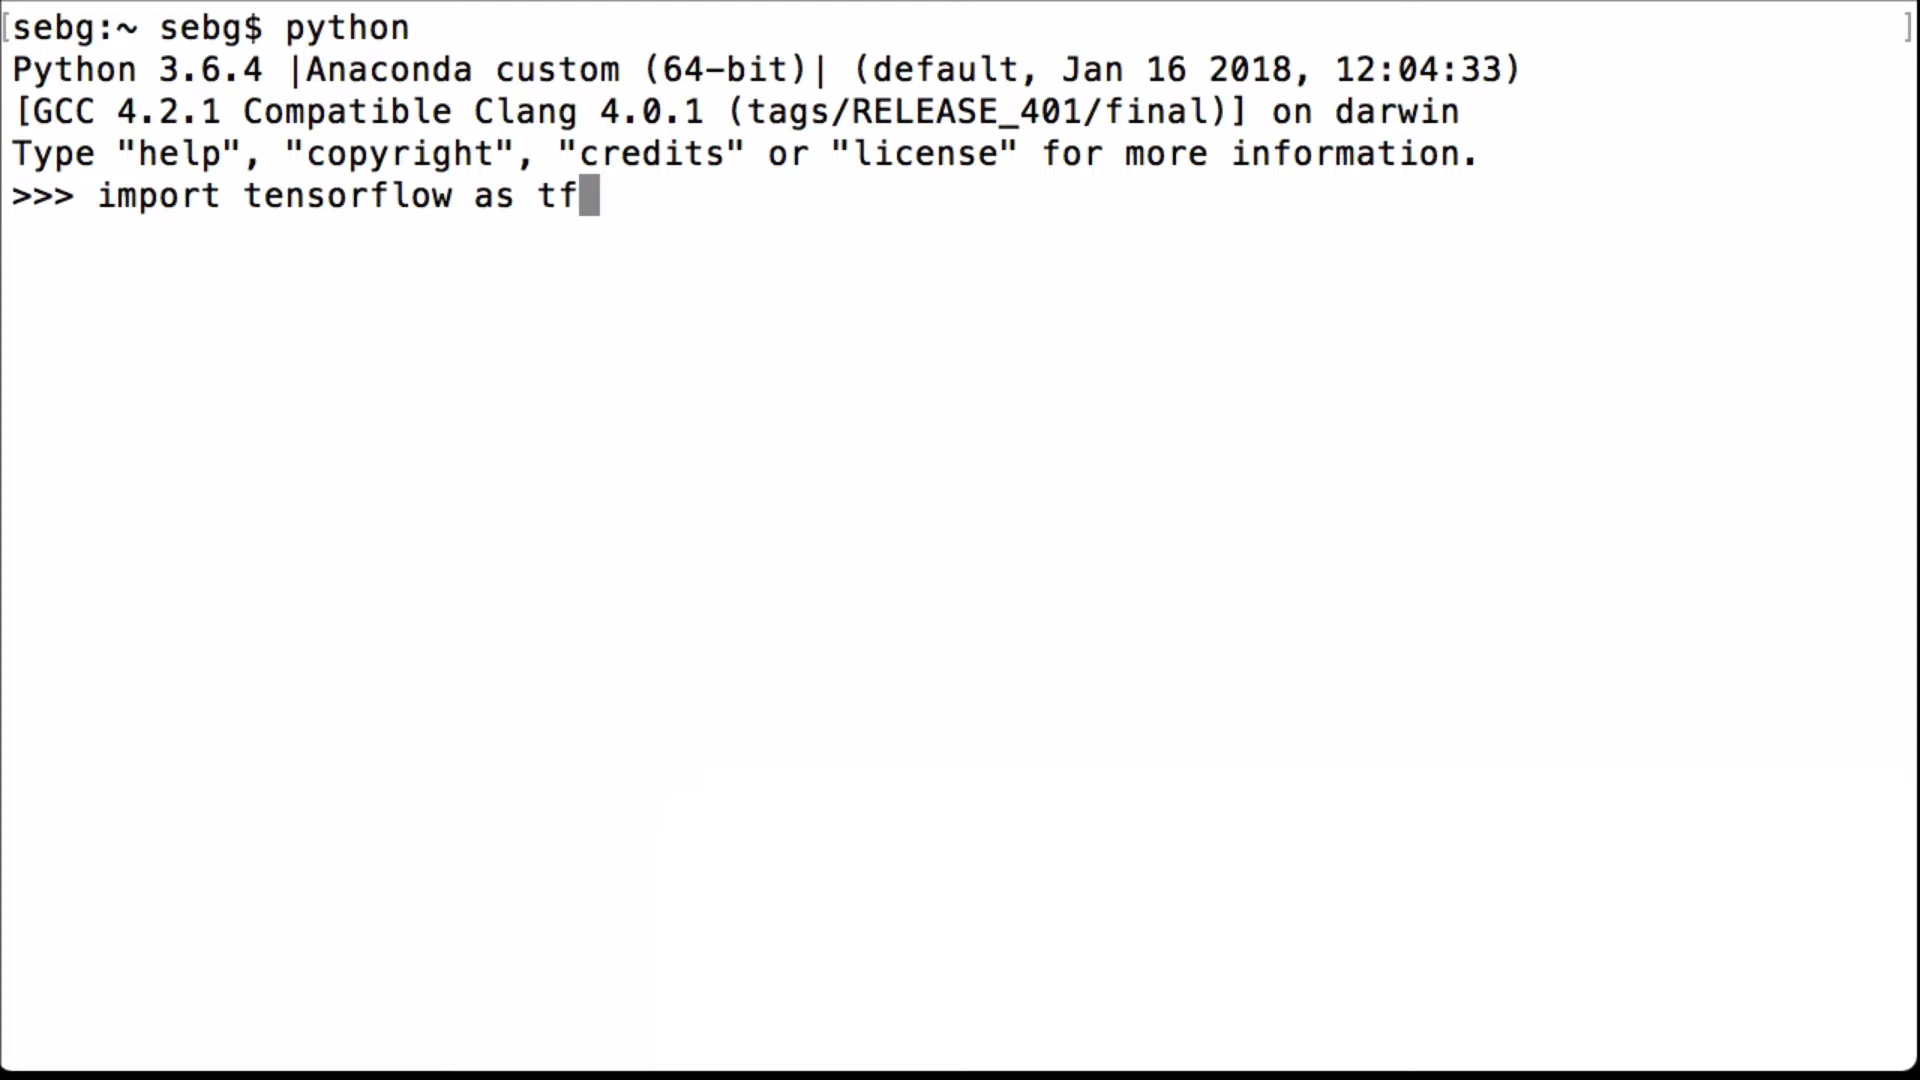 [sebg:~ sebg$ python ]
Python 3.6.4 |Anaconda custom (64-bit)| (default, Jan 16 2018, 12:04:33)
[GCC 4.2.1 Compatible Clang 4.0.1 (tags/RELEASE_401/final)] on darwin
Type "help", "copyright", "credits" or "license" for more information.
>>> import tensorflow as tf